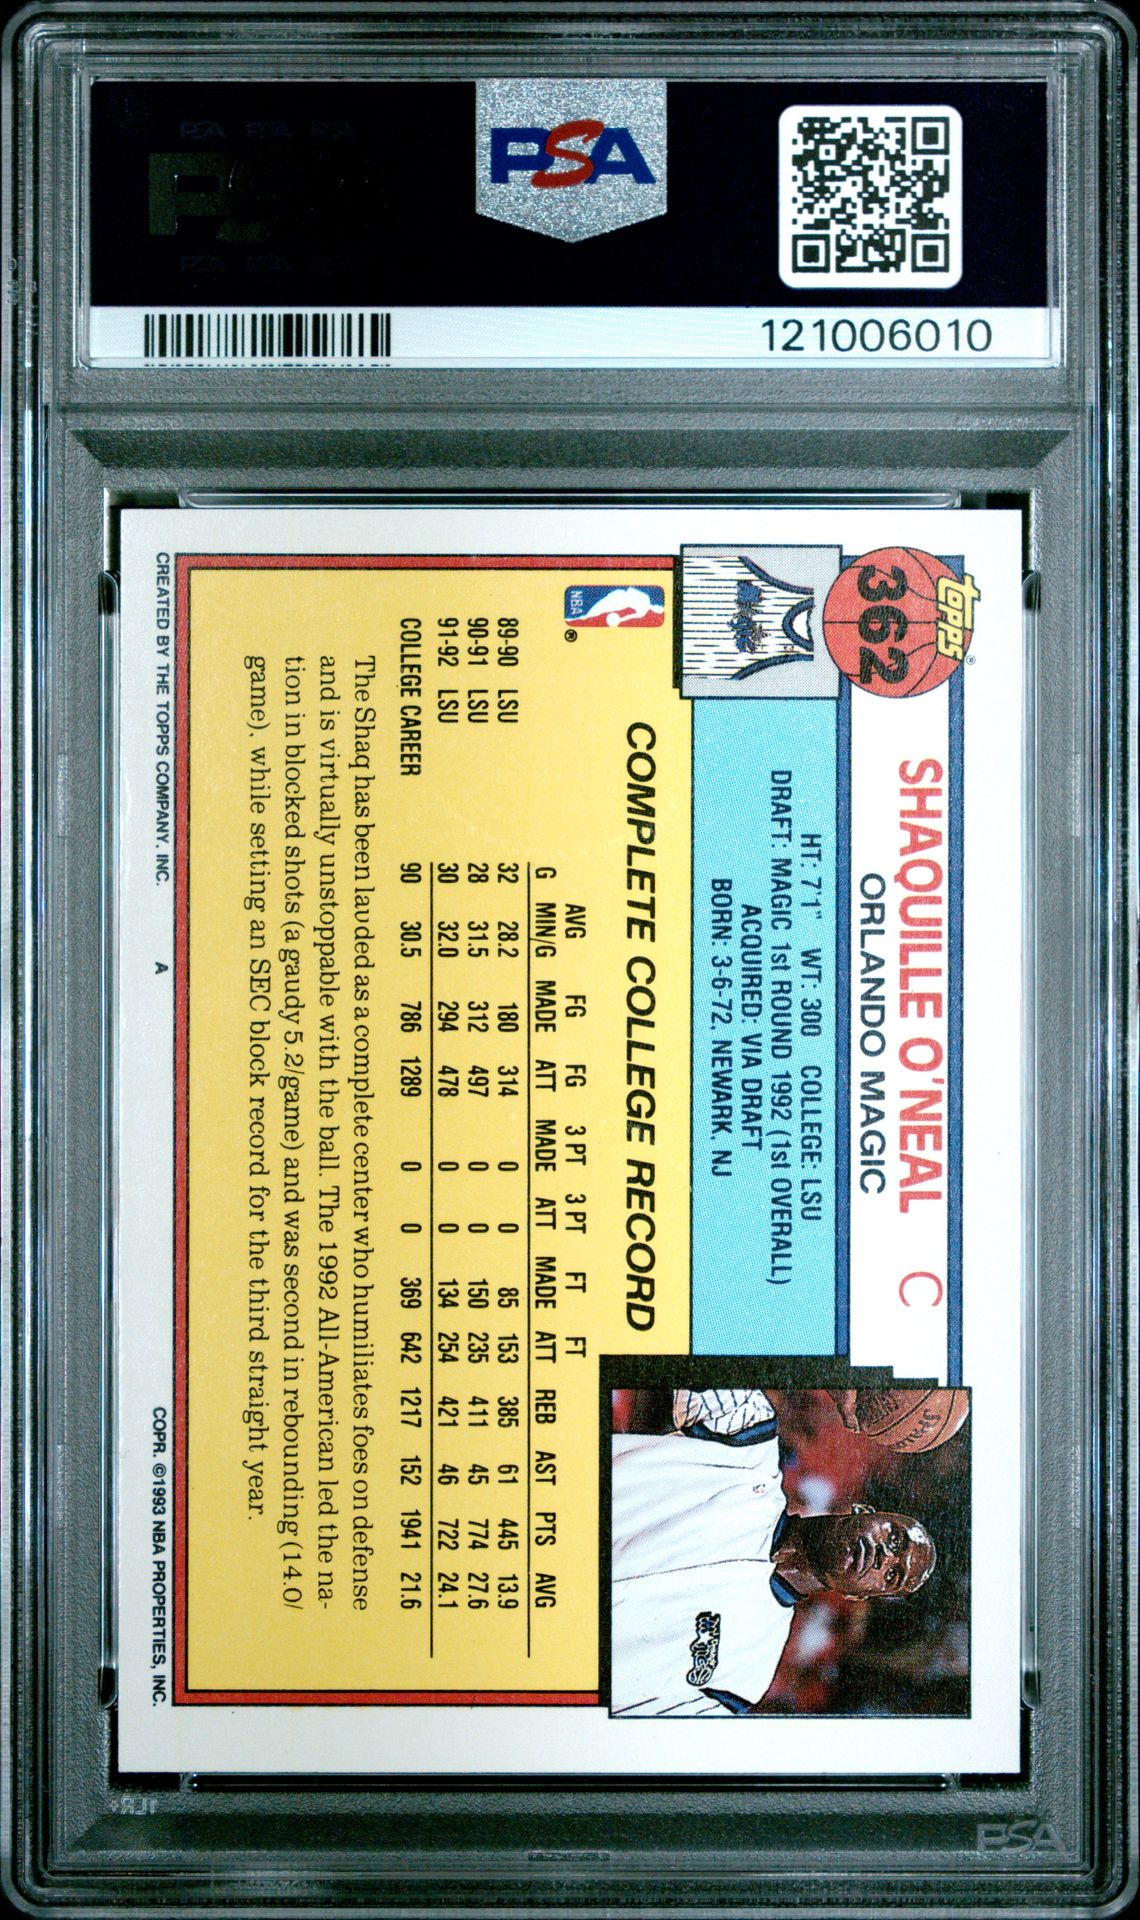 PSA
121006010
topps®
362
SHAQUILLE O'NEAL C
ORLANDO MAGIC
HT: 7'1" WT: 300 COLLEGE: LSU
DRAFT: MAGIC 1st ROUND 1992 (1st OVERALL)
ACQUIRED: VIA DRAFT
BORN: 3-6-72, NEWARK, NJ
Magic
NBA ®
COMPLETE COLLEGE RECORD
AVG FG FG 3 PT 3 PT FT FT
G MIN/G MADE ATT MADE ATT MADE ATT REB AST PTS AVG
89-90 LSU 32 28.2 180 314 0 0 85 153 385 61 445 13.9
90-91 LSU 28 31.5 312 497 0 0 150 235 411 45 774 27.6
91-92 LSU 30 32.0 294 478 0 0 134 254 421 46 722 24.1
COLLEGE CAREER 90 30.5 786 1289 0 0 369 642 1217 152 1941 21.6
The Shaq has been lauded as a complete center who humiliates foes on defense
and is virtually unstoppable with the ball. The 1992 All-American led the na-
tion in blocked shots (a gaudy 5.2/game) and was second in rebounding (14.0/
game), while setting an SEC block record for the third straight year.
CREATED BY THE TOPPS COMPANY, INC. A COPR. ©1993 NBA PROPERTIES, INC.
PSA